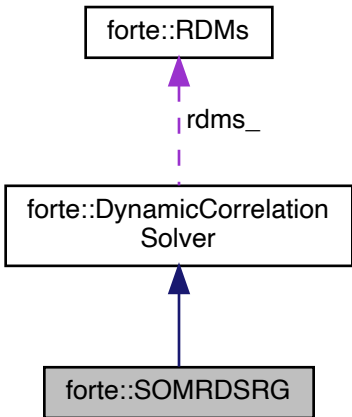 forte::RDMs
rdms_
forte::DynamicCorrelation
Solver
forte::SOMRDSRG